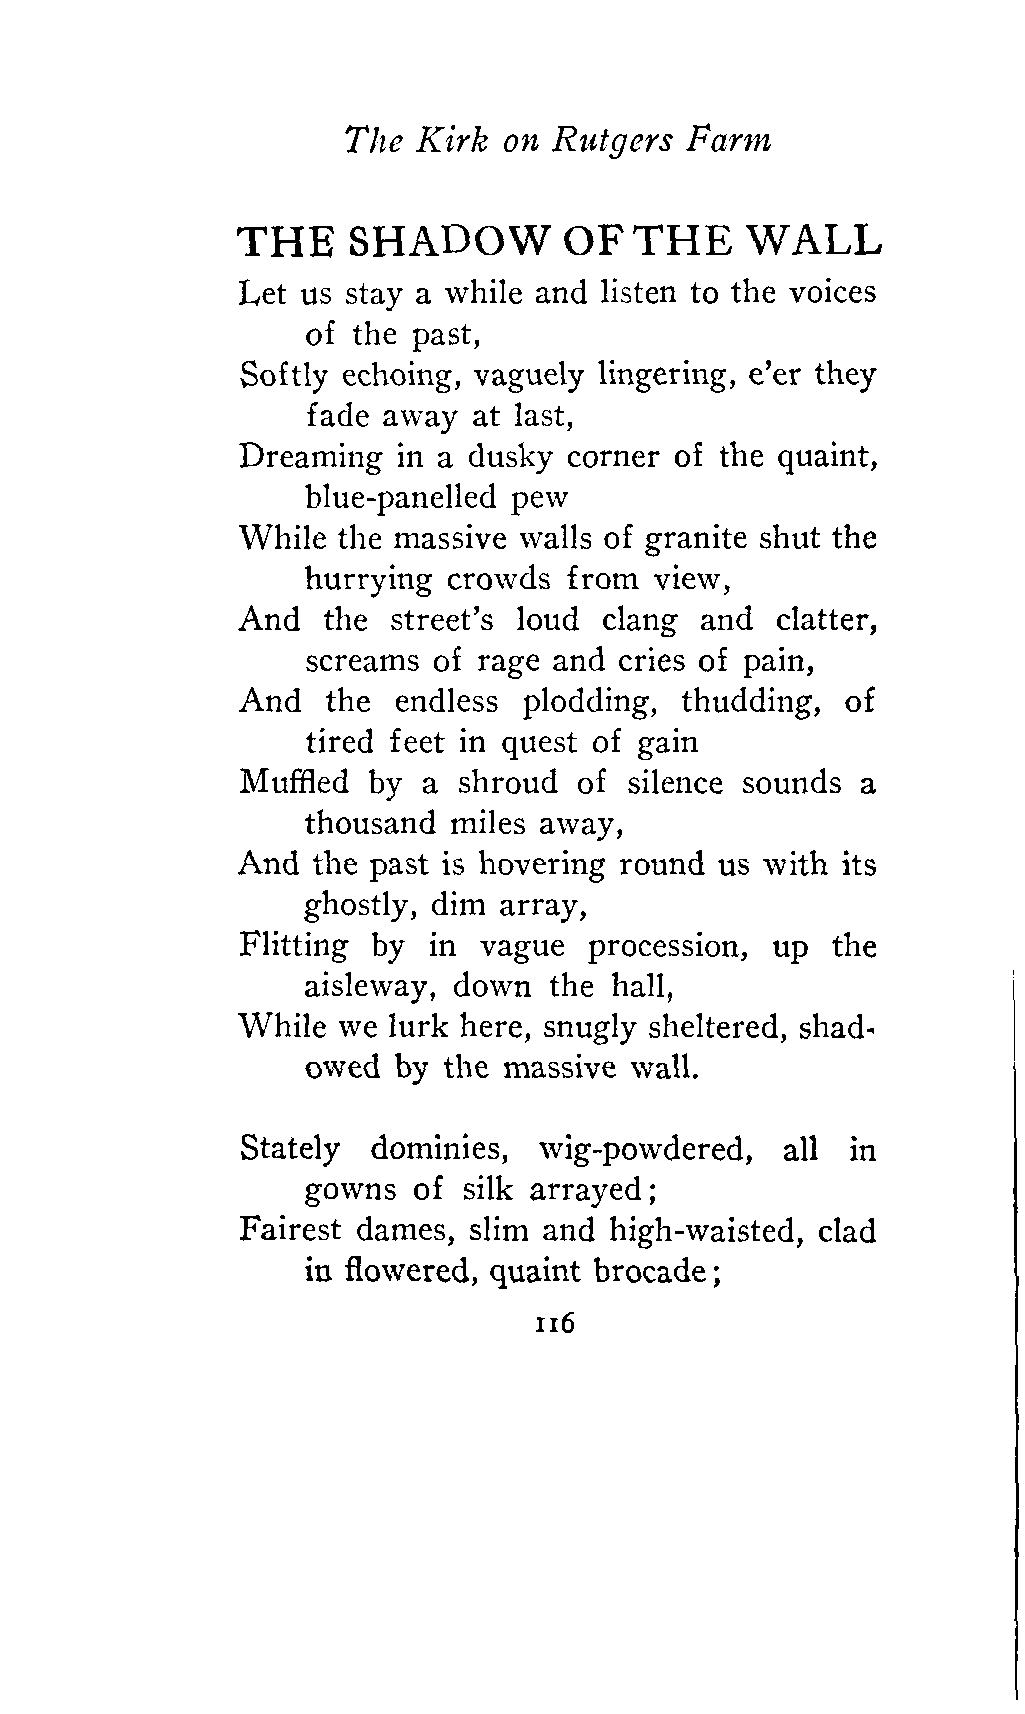 The Kirk on Rutgers Farm
THE SHADOW OF THE WALL
Let us stay a while and listen to the voices
of the past,
Softly echoing, vaguely lingering, e'er they
fade away at last,
Dreaming in a dusky corner of the quaint,
blue-panelled pew
While the massive walls of granite shut the
hurrying crowds from view,
And the street's loud clang and clatter,
screams of rage and cries of pain,
And the endless plodding, thudding, of
tired feet in quest of gain
Muffled by a shroud of silence sounds a
thousand miles away,
And the past is hovering round us with its
ghostly, dim array,
Flitting by in vague procession, up the
aisleway, down the hall,
While we lurk here, snugly sheltered, shad-
owed by the massive wall.
Stately dominies, wig-powdered, all in
gowns of silk arrayed;
Fairest dames, slim and high-waisted, clad
in flowered, quaint brocade;
116